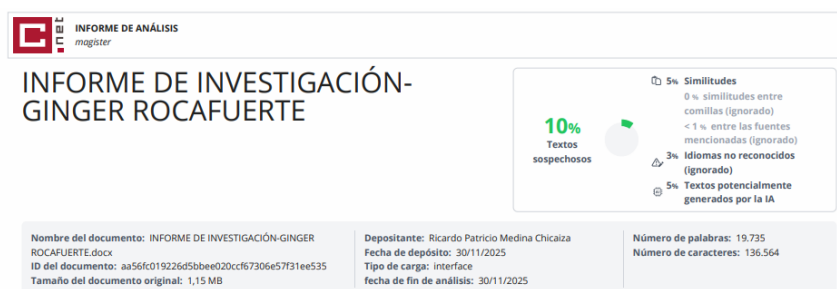 C.net
INFORME DE ANÁLISIS
magister
INFORME DE INVESTIGACIÓN-
GINGER ROCAFUERTE
10%
Textos
sospechosos
5% Similitudes
0 % similitudes entre
comillas (ignorado)
< 1 % entre las fuentes
mencionadas (ignorado)
3% Idiomas no reconocidos
(ignorado)
5% Textos potencialmente
generados por la IA
Nombre del documento: INFORME DE INVESTIGACIÓN-GINGER
ROCAFUERTE.docx
ID del documento: aa56fc019226d5bbee020ccf67306e57f31ee535
Tamaño del documento original: 1,15 MB
Depositante: Ricardo Patricio Medina Chicaiza
Fecha de depósito: 30/11/2025
Tipo de carga: interface
fecha de fin de análisis: 30/11/2025
Número de palabras: 19.735
Número de caracteres: 136.564